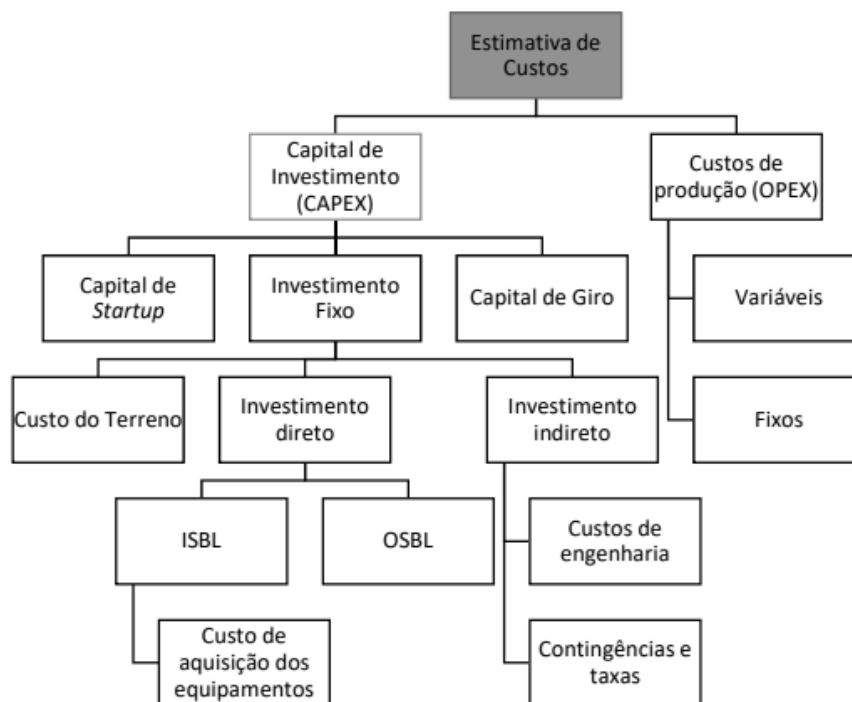 Estimativa de
Custos
Capital de
Investimento
(CAPEX)
Custos de
produção (OPEX)
Capital de
Startup
Investimento
Fixo
Capital de Giro
Variáveis
Custo do Terreno
Investimento
direto
Investimento
indireto
Fixos
ISBL
OSBL
Custos de
engenharia
Custo de
aquisição dos
equipamentos
Contingências e
taxas